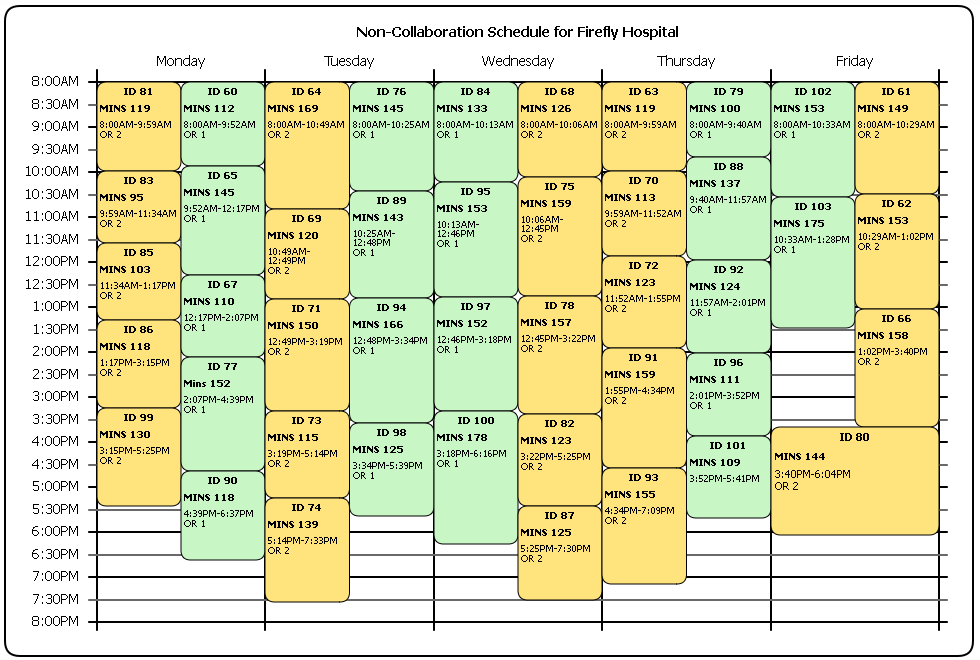 Non-Collaboration Schedule for Firefly Hospital
Monday
Tuesday
Wednesday
Thursday
Friday
8:00AM
8:30AM
9:00AM
9:30AM
10:00AM
10:30AM
11:00AM
11:30AM
12:00PM
12:30PM
1:00PM
1:30PM
2:00PM
2:30PM
3:00PM
3:30PM
4:00PM
4:30PM
5:00PM
5:30PM
6:00PM
6:30PM
7:00PM
7:30PM
8:00PM
ID 81
MINS 119
8:00AM-9:59AM
OR 2
ID 83
MINS 95
9:59AM-11:34AM
OR 2
ID 85
MINS 103
11:34AM-1:17PM
OR 2
ID 86
MINS 118
1:17PM-3:15PM
OR 2
ID 99
MINS 130
3:15PM-5:25PM
OR 2
ID 60
MINS 112
8:00AM-9:52AM
OR 1
ID 65
MINS 145
9:52AM-12:17PM
OR 1
ID 67
MINS 110
12:17PM-2:07PM
OR 1
ID 77
Mins 152
2:07PM-4:39PM
OR 1
ID 90
MINS 118
4:39PM-6:37PM
OR 1
ID 64
MINS 169
8:00AM-10:49AM
OR 2
ID 69
MINS 120
10:49AM-
12:49PM
OR 2
ID 71
MINS 150
12:49PM-3:19PM
OR 2
ID 73
MINS 115
3:19PM-5:14PM
OR 2
ID 74
MINS 139
5:14PM-7:33PM
OR 2
ID 76
MINS 145
8:00AM-10:25AM
OR 1
ID 89
MINS 143
10:25AM-
12:48PM
OR 1
ID 94
MINS 166
12:48PM-3:34PM
OR 1
ID 98
MINS 125
3:34PM-5:39PM
OR 1
ID 84
MINS 133
8:00AM-10:13AM
OR 1
ID 95
MINS 153
10:13AM-
12:46PM
OR 1
ID 97
MINS 152
12:46PM-3:18PM
OR 1
ID 100
MINS 178
3:18PM-6:16PM
OR 1
ID 68
MINS 126
8:00AM-10:06AM
OR 2
ID 75
MINS 159
10:06AM-
12:45PM
OR 2
ID 78
MINS 157
12:45PM-3:22PM
OR 2
ID 82
MINS 123
3:22PM-5:25PM
OR 2
ID 87
MINS 125
5:25PM-7:30PM
OR 2
ID 63
MINS 119
8:00AM-9:59AM
OR 2
ID 70
MINS 113
9:59AM-11:52AM
OR 2
ID 72
MINS 123
11:52AM-1:55PM
OR 2
ID 91
MINS 159
1:55PM-4:34PM
OR 2
ID 93
MINS 155
4:34PM-7:09PM
OR 2
ID 79
MINS 100
8:00AM-9:40AM
OR 1
ID 88
MINS 137
9:40AM-11:57AM
OR 1
ID 92
MINS 124
11:57AM-2:01PM
OR 1
ID 96
MINS 111
2:01PM-3:52PM
OR 1
ID 101
MINS 109
3:52PM-5:41PM
ID 102
MINS 153
8:00AM-10:33AM
OR 1
ID 103
MINS 175
10:33AM-1:28PM
OR 1
ID 61
MINS 149
8:00AM-10:29AM
OR 2
ID 62
MINS 153
10:29AM-1:02PM
OR 2
ID 66
MINS 158
1:02PM-3:40PM
OR 2
ID 80
MINS 144
3:40PM-6:04PM
OR 2